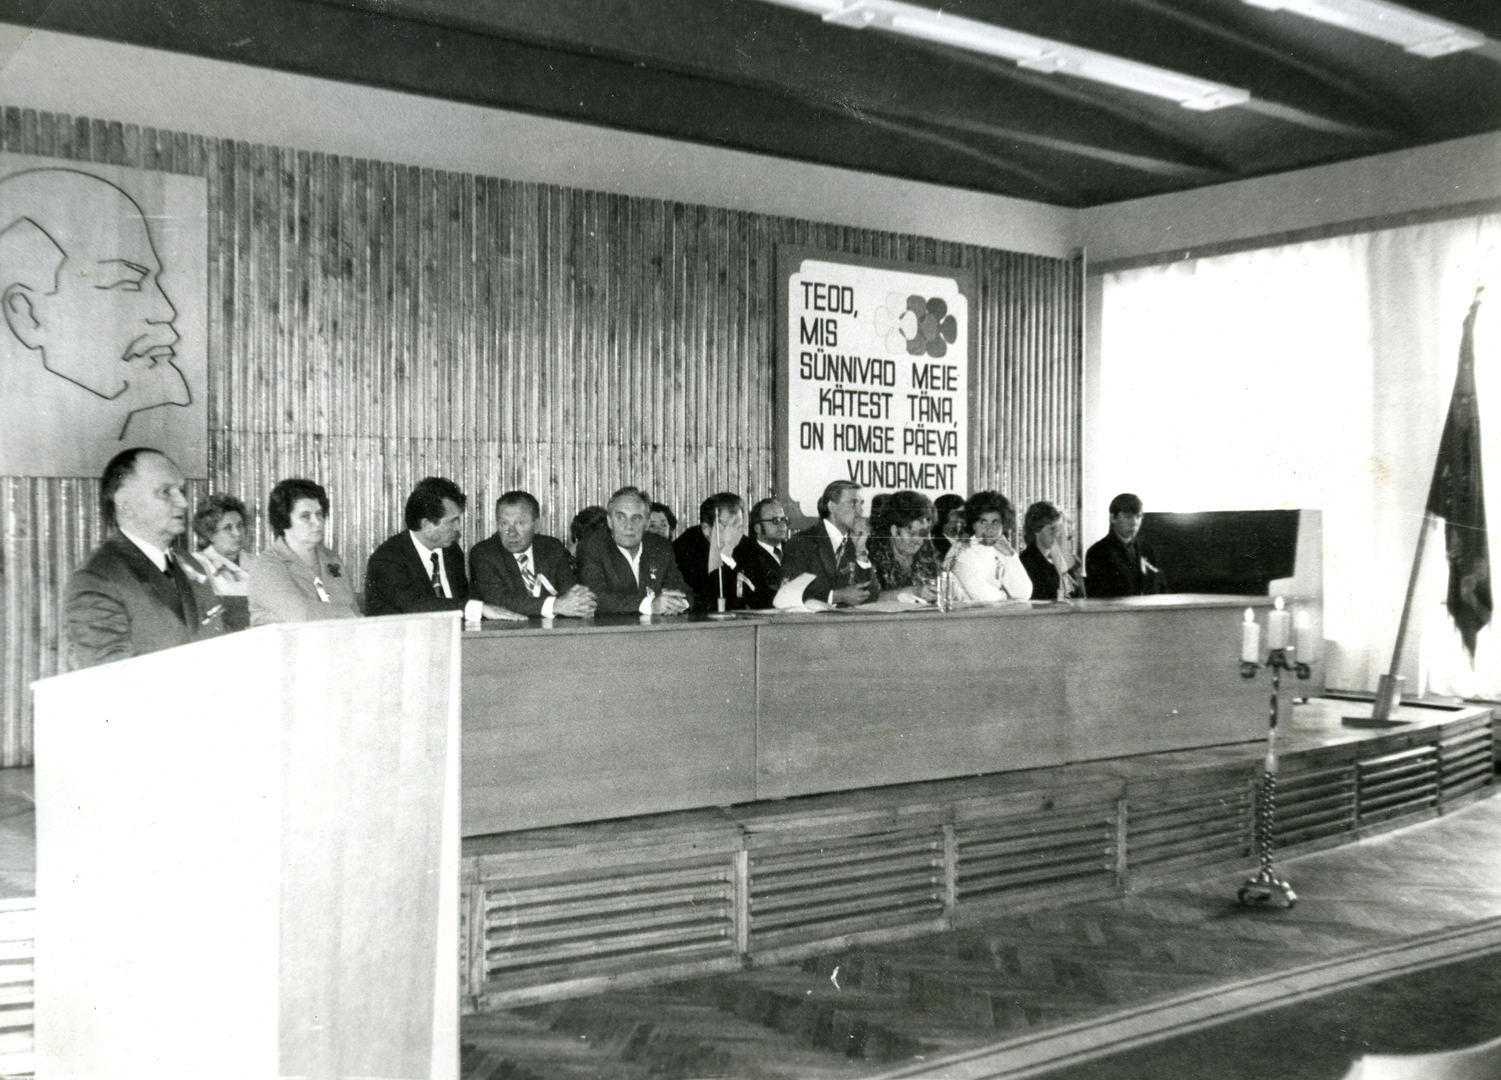 TEOD,
MIS
SÜNNIVAD MEIE
KÄTEST TÄNA,
ON HOMSE PÄEVA
VUNDAMENT